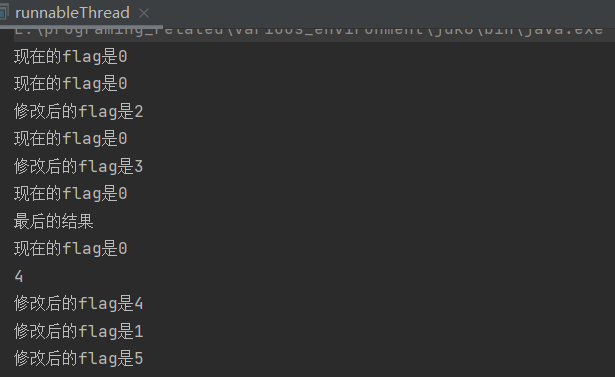 runnableThread
E:\programing_related\various_environment\jdk8\bin\java.exe
现在的flag是0
现在的flag是0
修改后的flag是2
现在的flag是0
修改后的flag是3
现在的flag是0
最后的结果
现在的flag是0
4
修改后的flag是4
修改后的flag是1
修改后的flag是5